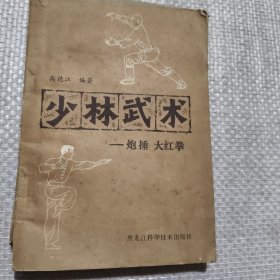 高德江 编著
少林武术
—炮捶 大红拳
黑龙江科学技术出版社